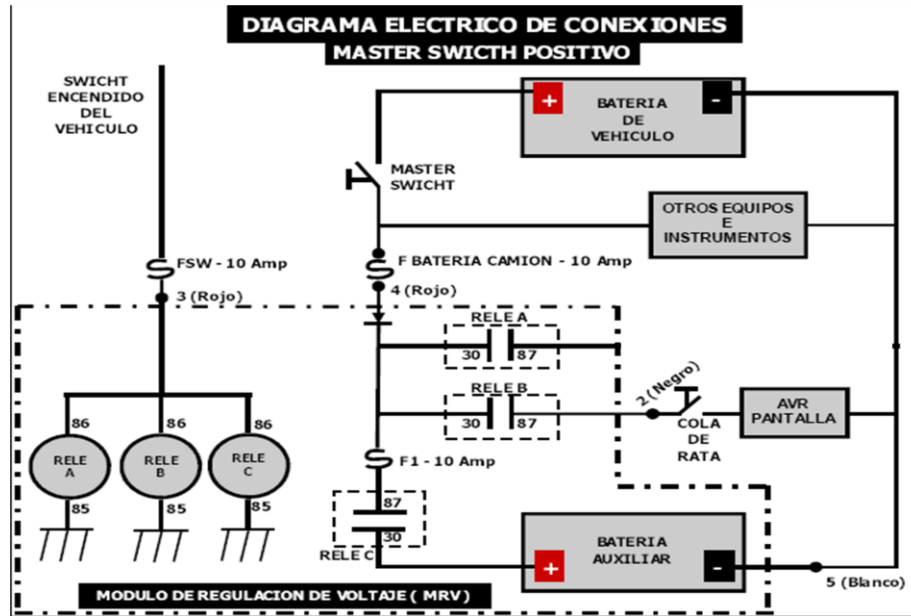 DIAGRAMA ELECTRICO DE CONEXIONES
MASTER SWICTH POSITIVO
SWICHT
ENCENDIDO
DEL
VEHICULO
+
BATERIA
DE
VEHICULO
-
MASTER
SWICHT
OTROS EQUIPOS
E
INSTRUMENTOS
FSW - 10 Amp
F BATERIA CAMION - 10 Amp
3 (Rojo)
4 (Rojo)
RELE A
30 87
RELE B
30 87
2 (Negro)
COLA
DE
RATA
AVR
PANTALLA
86
86
86
RELE
A
RELE
B
RELE
C
85
85
85
F1 - 10 Amp
87
30
RELE C
+
BATERIA
AUXILIAR
-
5 (Blanco)
MODULO DE REGULACION DE VOLTAJE ( MRV )